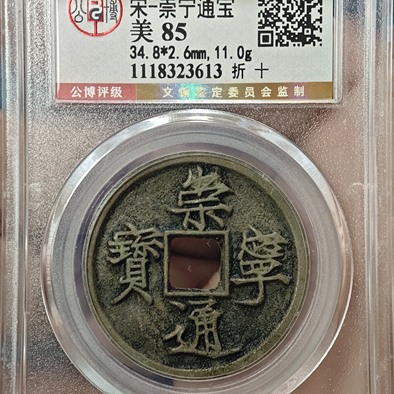 宋-崇宁通宝
美 85
34.8*2.6mm,11.0g
1118323613 折十
公博评级
文物鉴定委员会监制
崇
寶 寧
通